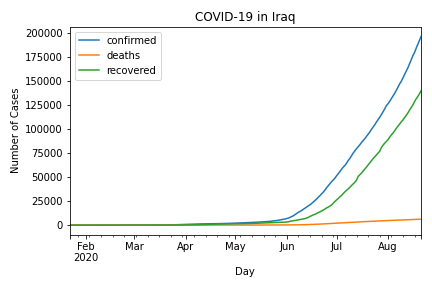 COVID-19 in Iraq
200000
175000
150000
125000
100000
75000
50000
25000
0
Number of Cases
confirmed
deaths
recovered
Feb
2020
Mar
Apr
May
Jun
Jul
Aug
Day